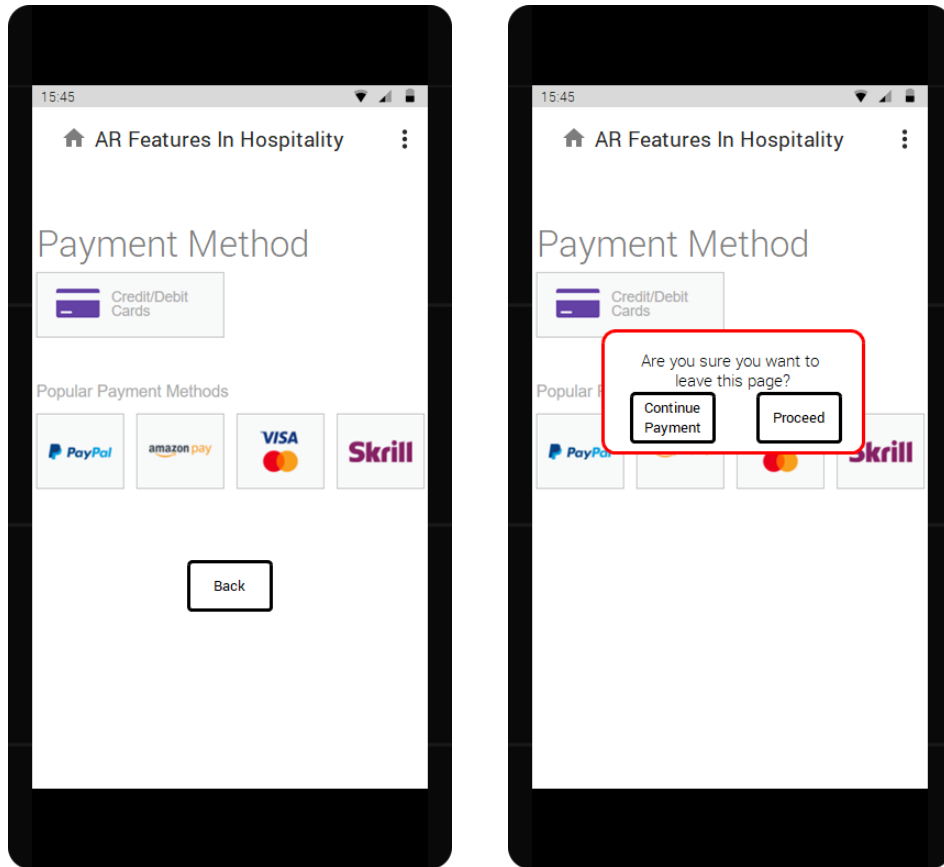 15:45
AR Features In Hospitality
Payment Method
Credit/Debit
Cards
Popular Payment Methods
PayPal
amazon pay
VISA
Skrill
Back
15:45
AR Features In Hospitality
Payment Method
Credit/Debit
Cards
Are you sure you want to
leave this page?
Popular
Continue
Payment
Proceed
PayPal
Skrill